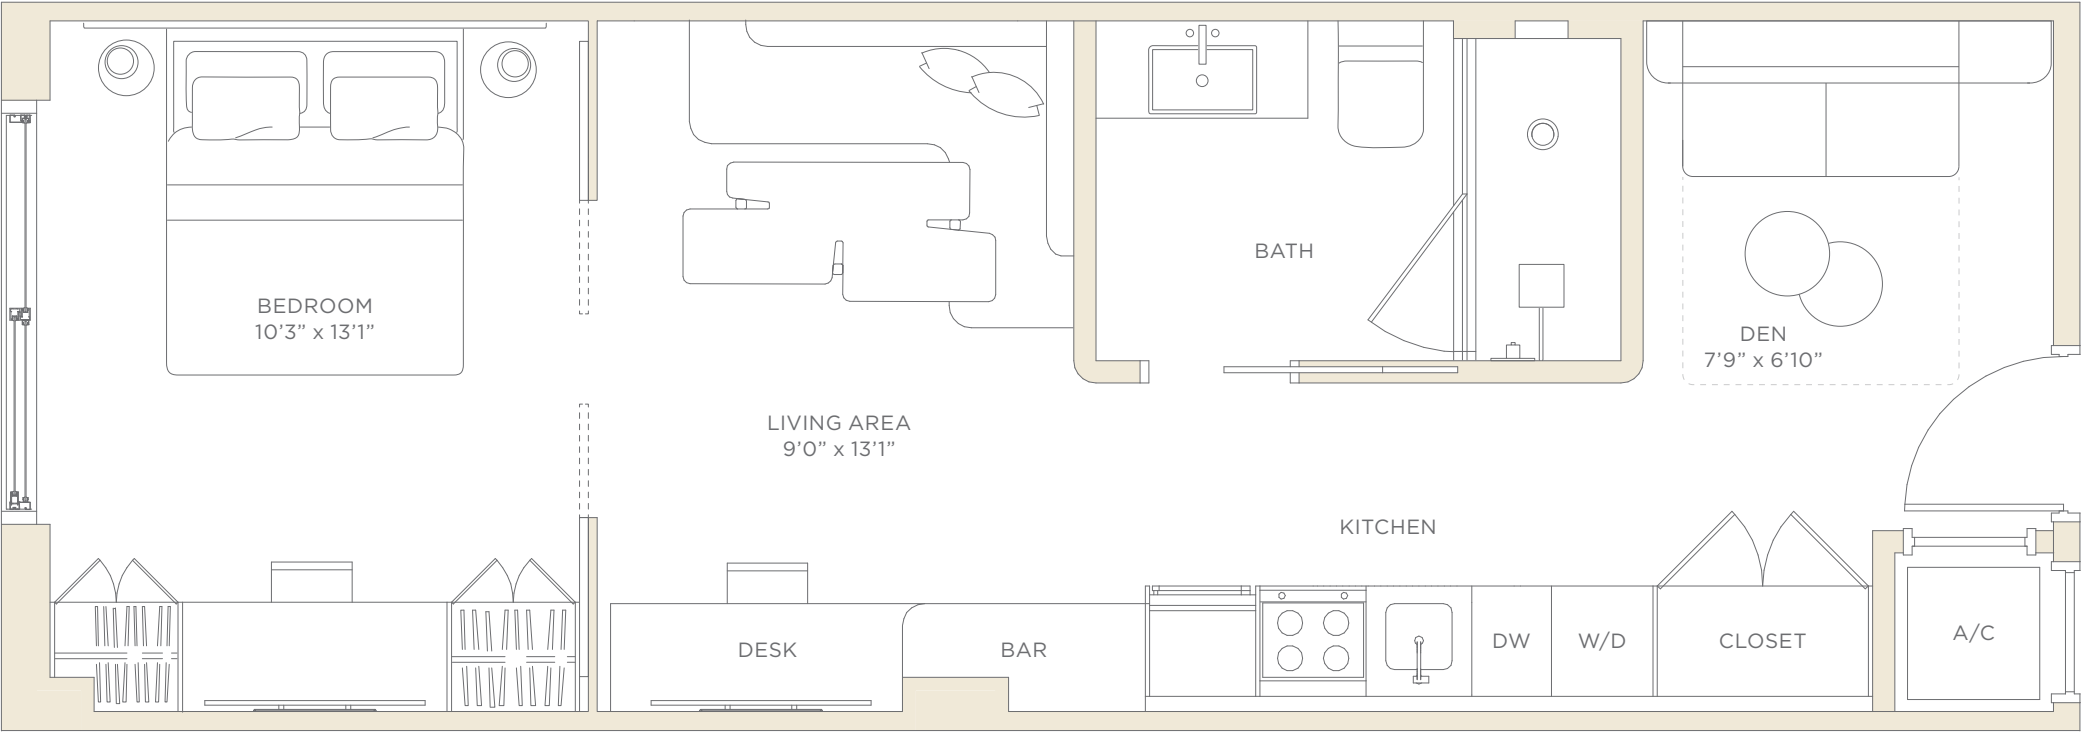 BATH
BEDROOM
10’3” x 13’1”
DEN
7’9” x 6’10”
LIVING AREA
9’0” x 13’1”
KITCHEN
DESK
BAR
DW
W/D
CLOSET
A/C